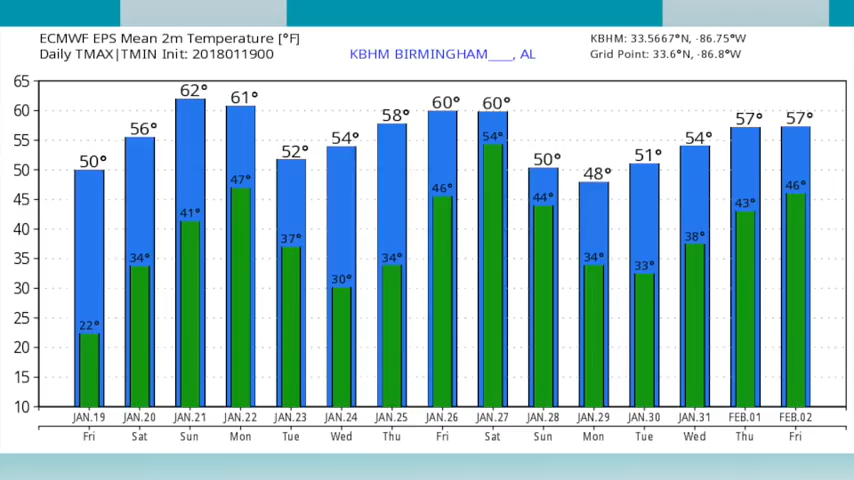 ECMWF EPS Mean 2m Temperature [°F]
Daily TMAX|TMIN Init: 2018011900
KBHM BIRMINGHAM____, AL
KBHM: 33.5667°N, -86.75°W
Grid Point: 33.6°N, -86.8°W
65
60
55
50
45
40
35
30
25
20
15
10
50° 56° 62° 61° 52° 54° 58° 60° 60° 50° 48° 51° 54° 57° 57°
22° 34° 41° 47° 37° 30° 34° 46° 54° 44° 34° 33° 38° 43° 46°
JAN.19 JAN.20 JAN.21 JAN.22 JAN.23 JAN.24 JAN.25 JAN.26 JAN.27 JAN.28 JAN.29 JAN.30 JAN.31 FEB.01 FEB.02
Fri Sat Sun Mon Tue Wed Thu Fri Sat Sun Mon Tue Wed Thu Fri